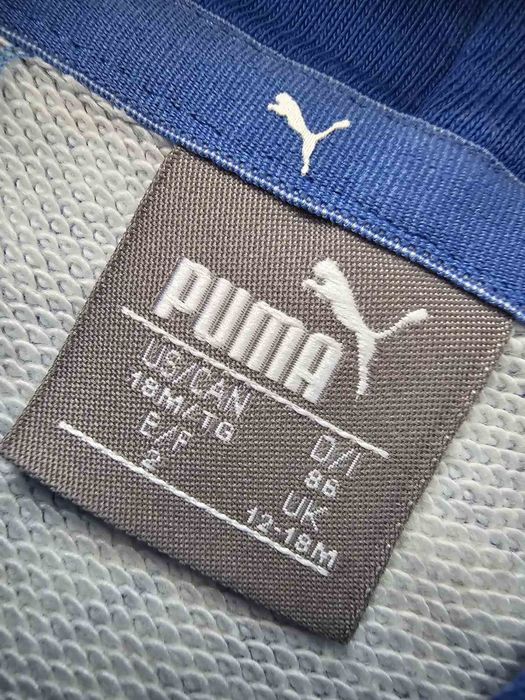 PUMA
US/CAN D/I
18M/TG 86
E/F UK
2 12-18M